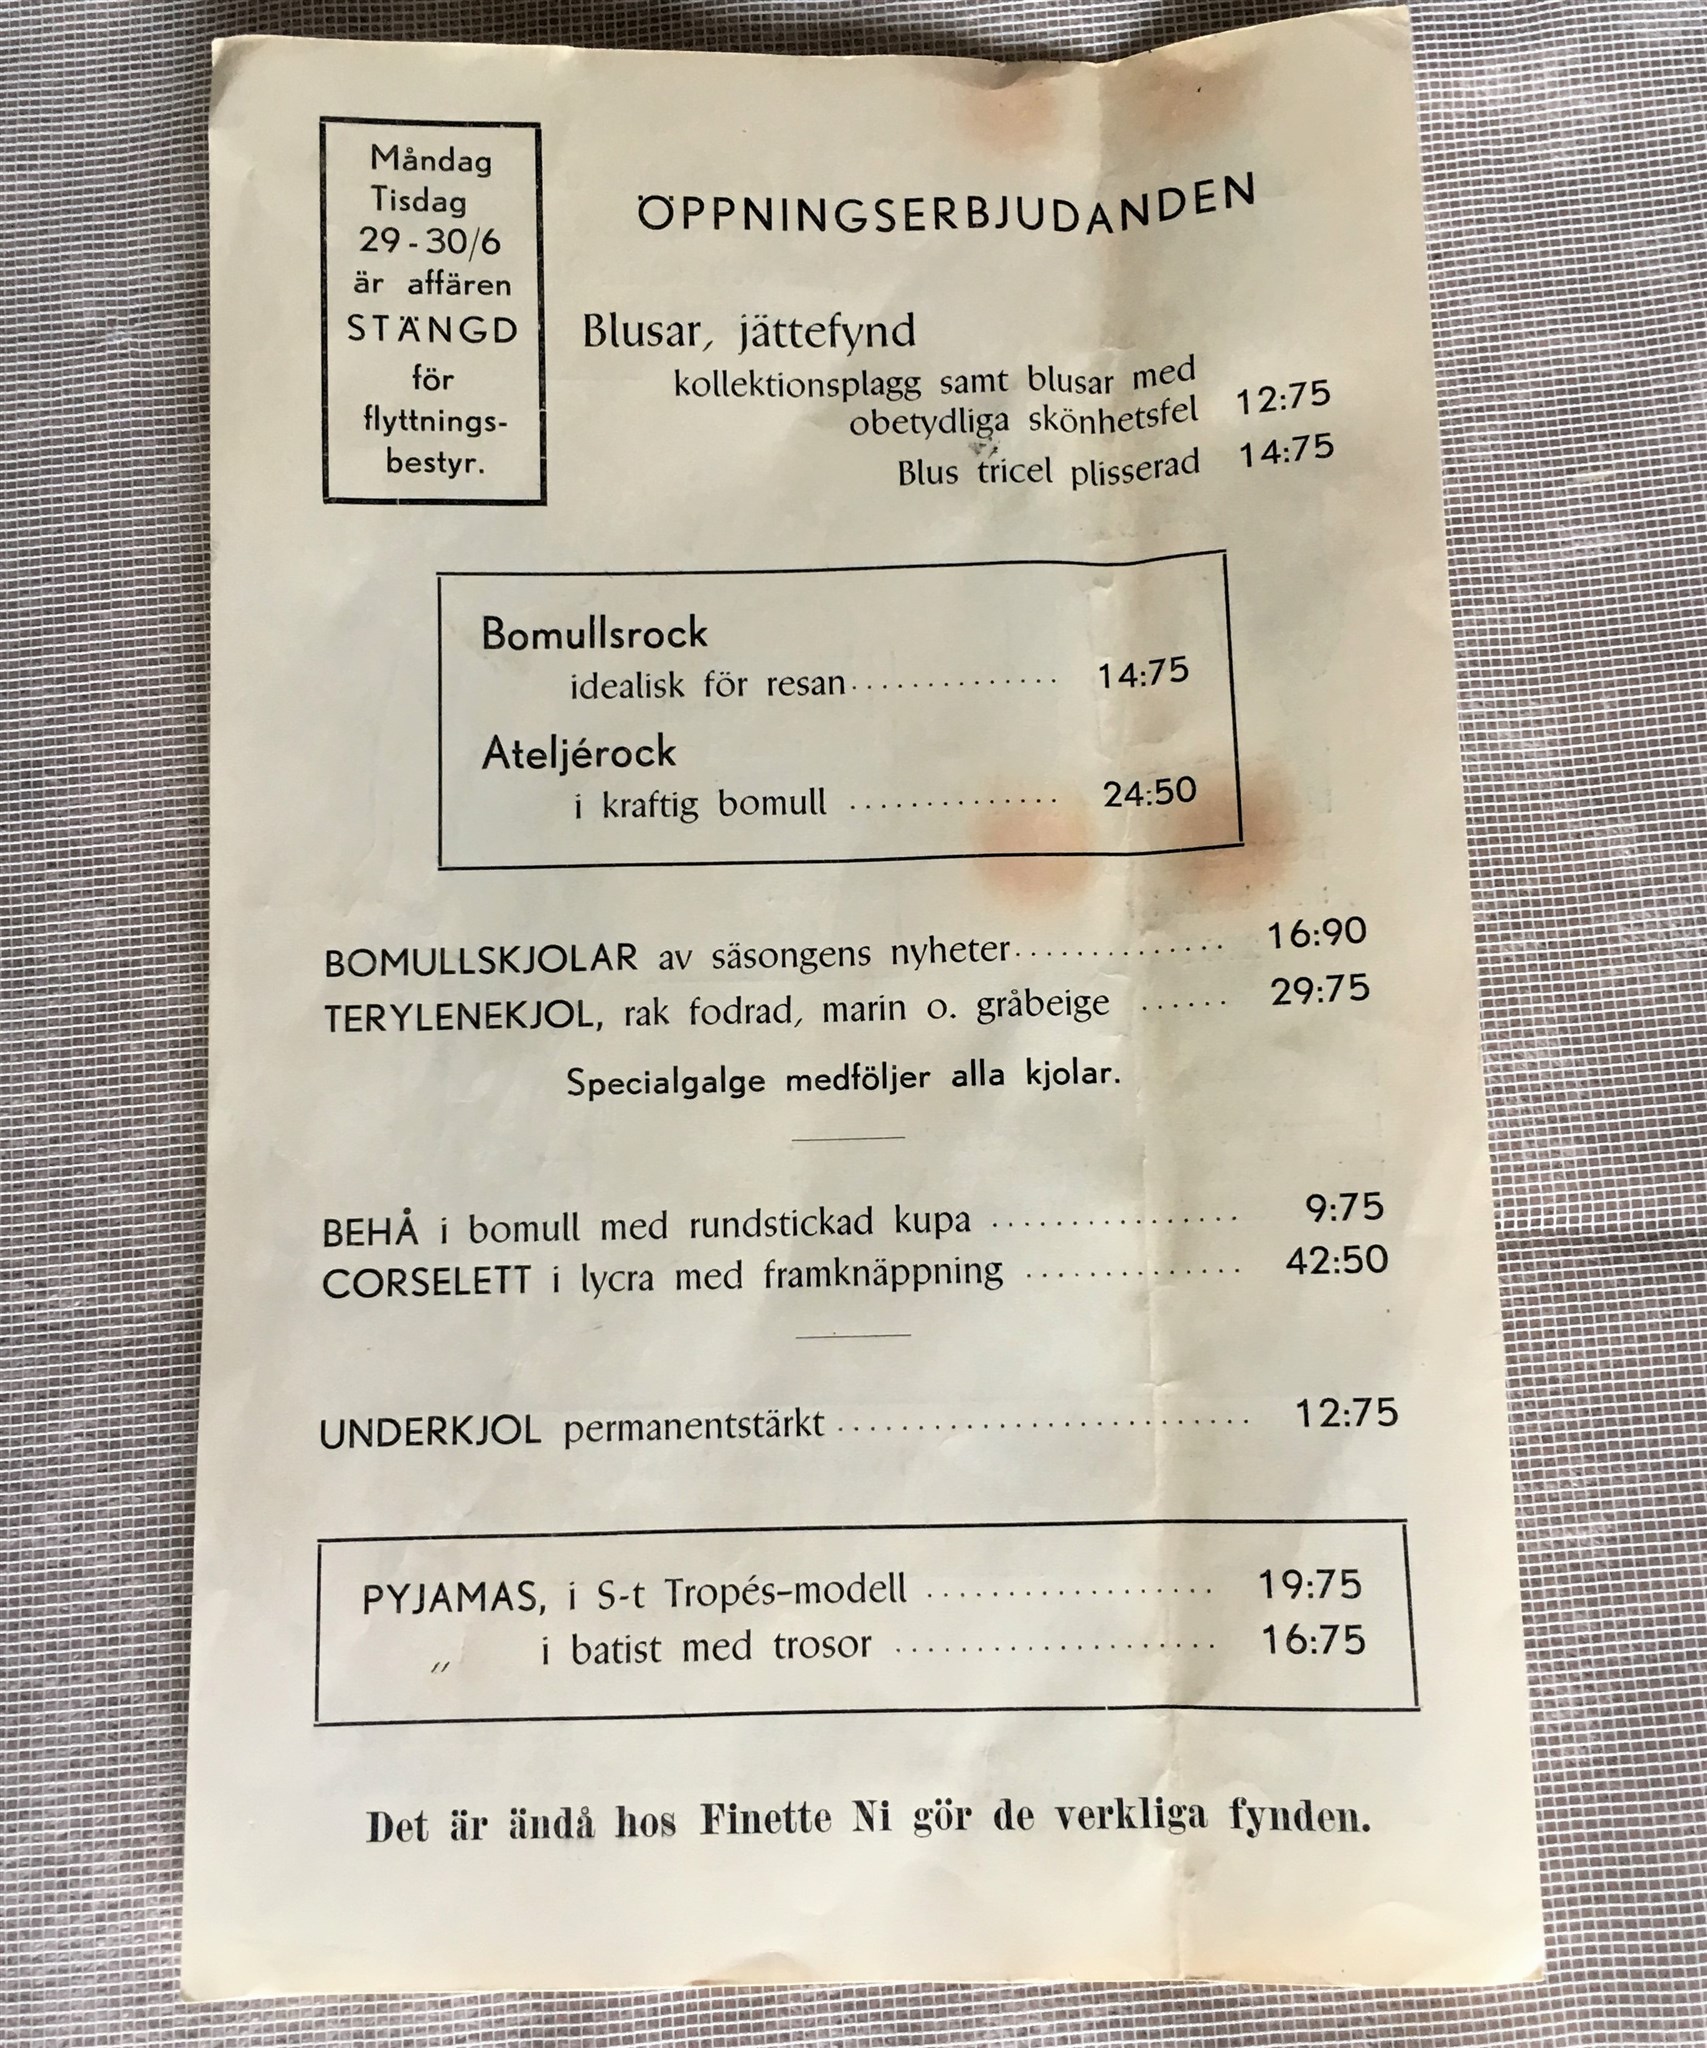 Måndag
Tisdag
29-30/6
är affären
STÄNGD
för
flyttnings-
bestyr.
ÖPPNINGSERBJUDANDEN
Blusar, jättefynd
kollektionsplagg samt blusar med
obetydliga skönhetsfel 12:75
Blus tricel plisserad 14:75
Bomullsrock
idealisk för resan.............. 14:75
Ateljérock
i kraftig bomull .............. 24:50
BOMULLSKJOLAR av säsongens nyheter.............. 16:90
TERYLENEKJOL, rak fodrad, marin o. gråbeige ...... 29:75
Specialgalge medföljer alla kjolar.
BEHÅ i bomull med rundstickad kupa ................. 9:75
CORSELETT i lycra med framknäppning .............. 42:50
UNDERKJOL permanentstärkt .......................... 12:75
PYJAMAS, i S-t Tropés-modell .................. 19:75
„ i batist med trosor .................... 16:75
Det är ändå hos Finette Ni gör de verkliga fynden.